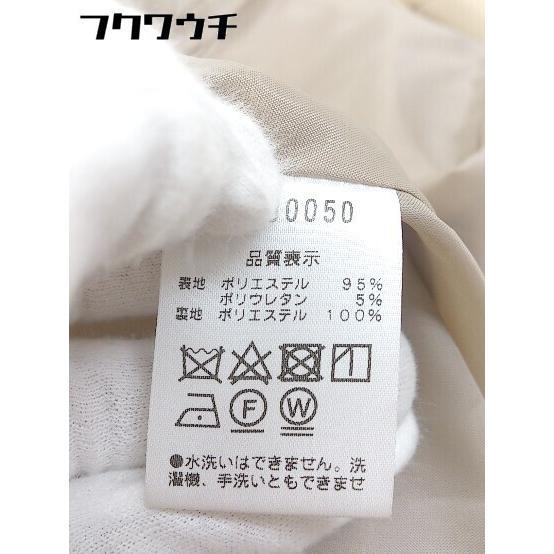 フクワウチ
0050
品質表示
表地 ポリエステル 95%
ポリウレタン 5%
裏地 ポリエステル 100%
F W
●水洗いはできません。洗
濯機、手洗いともできませ